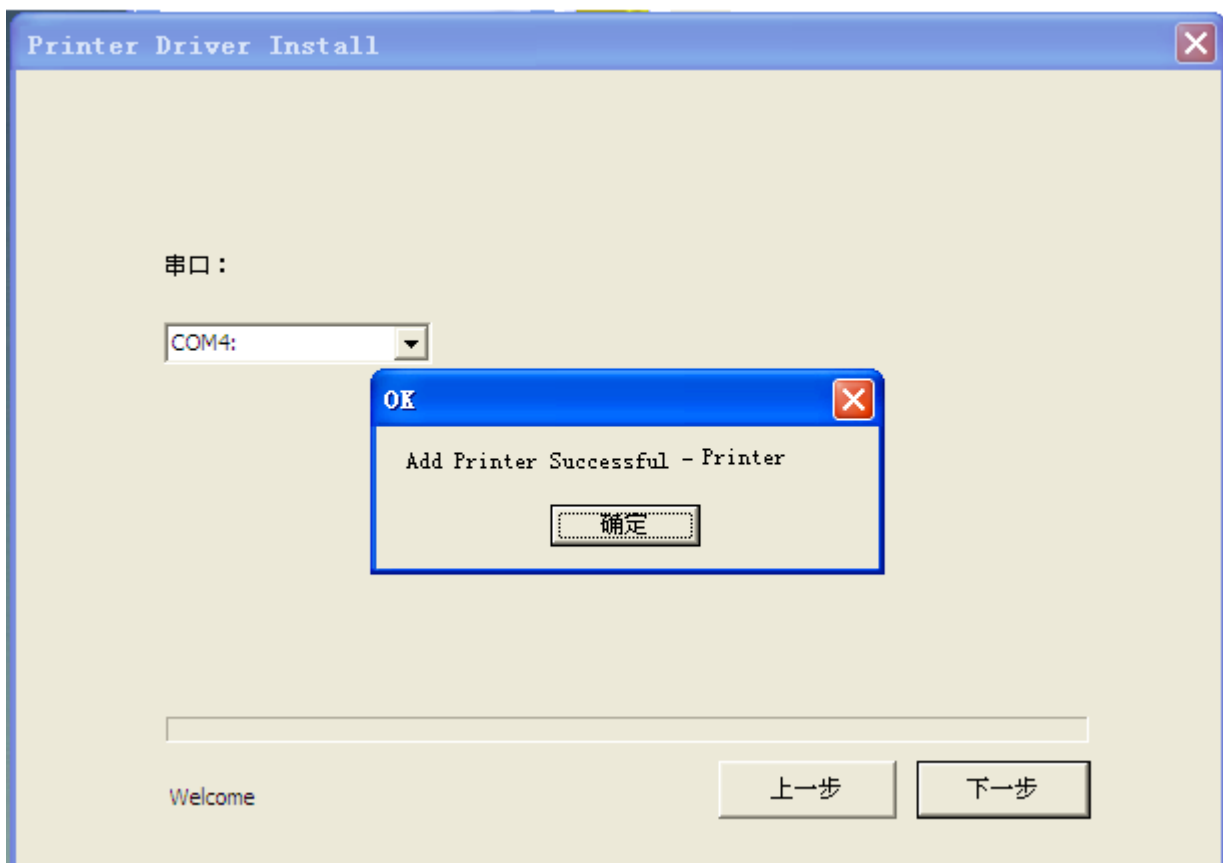 Printer Driver Install
串口：
COM4:
OK
Add Printer Successful - Printer
确定
Welcome
上一步
下一步